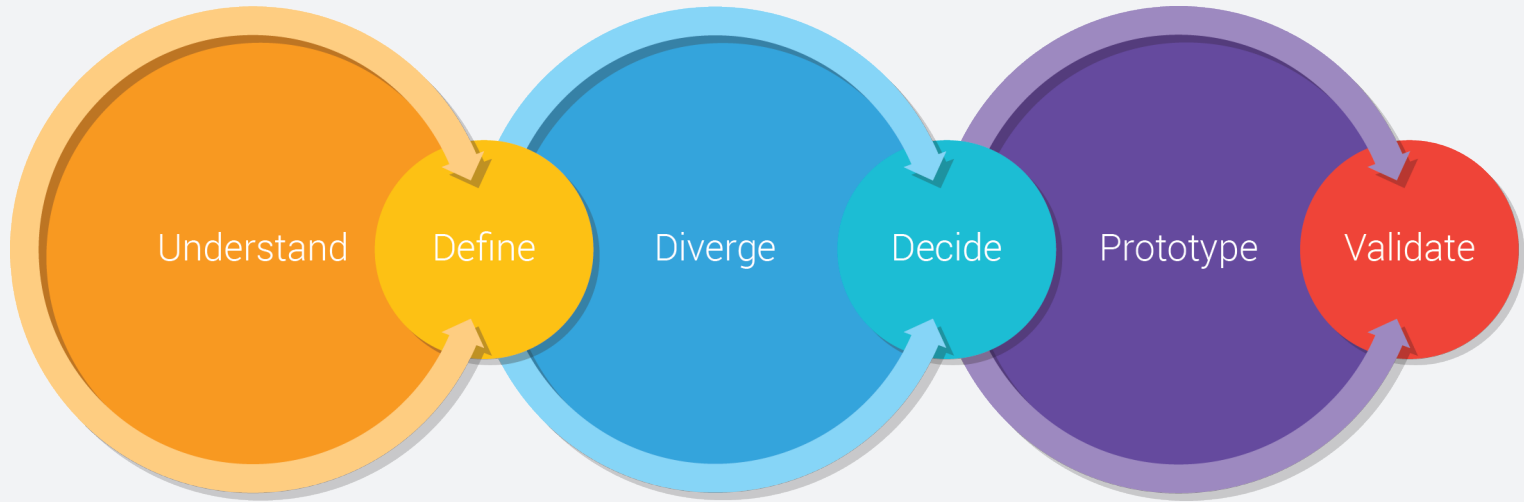 Understand
Define
Diverge
Decide
Prototype
Validate